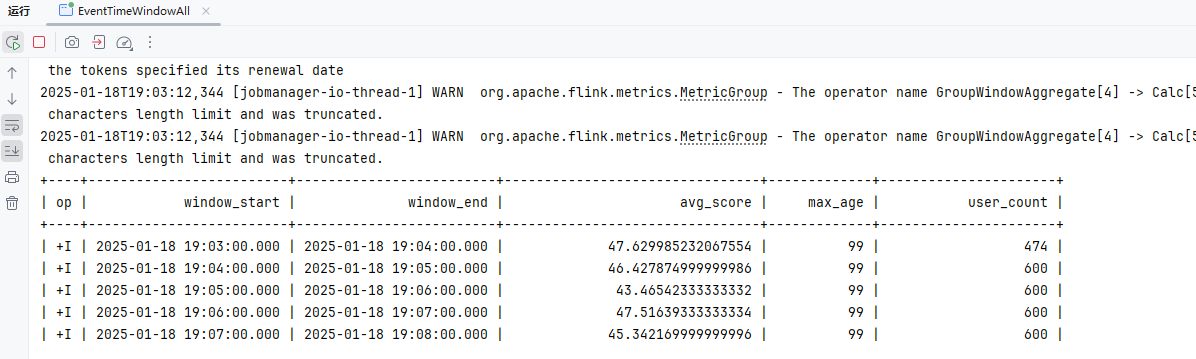 运行 EventTimeWindowAll ×
the tokens specified its renewal date
2025-01-18T19:03:12,344 [jobmanager-io-thread-1] WARN  org.apache.flink.metrics.MetricGroup - The operator name GroupWindowAggregate[4] -> Calc[5
characters length limit and was truncated.
2025-01-18T19:03:12,344 [jobmanager-io-thread-1] WARN  org.apache.flink.metrics.MetricGroup - The operator name GroupWindowAggregate[4] -> Calc[5
characters length limit and was truncated.
+----+-------------------------+-------------------------+--------------------------------+-------------+----------------------+
| op | window_start | window_end | avg_score | max_age | user_count |
+----+-------------------------+-------------------------+--------------------------------+-------------+----------------------+
| +I | 2025-01-18 19:03:00.000 | 2025-01-18 19:04:00.000 | 47.629985232067554 | 99 | 474 |
| +I | 2025-01-18 19:04:00.000 | 2025-01-18 19:05:00.000 | 46.427874999999986 | 99 | 600 |
| +I | 2025-01-18 19:05:00.000 | 2025-01-18 19:06:00.000 | 43.46542333333332 | 99 | 600 |
| +I | 2025-01-18 19:06:00.000 | 2025-01-18 19:07:00.000 | 47.51639333333334 | 99 | 600 |
| +I | 2025-01-18 19:07:00.000 | 2025-01-18 19:08:00.000 | 45.342169999999996 | 99 | 600 |